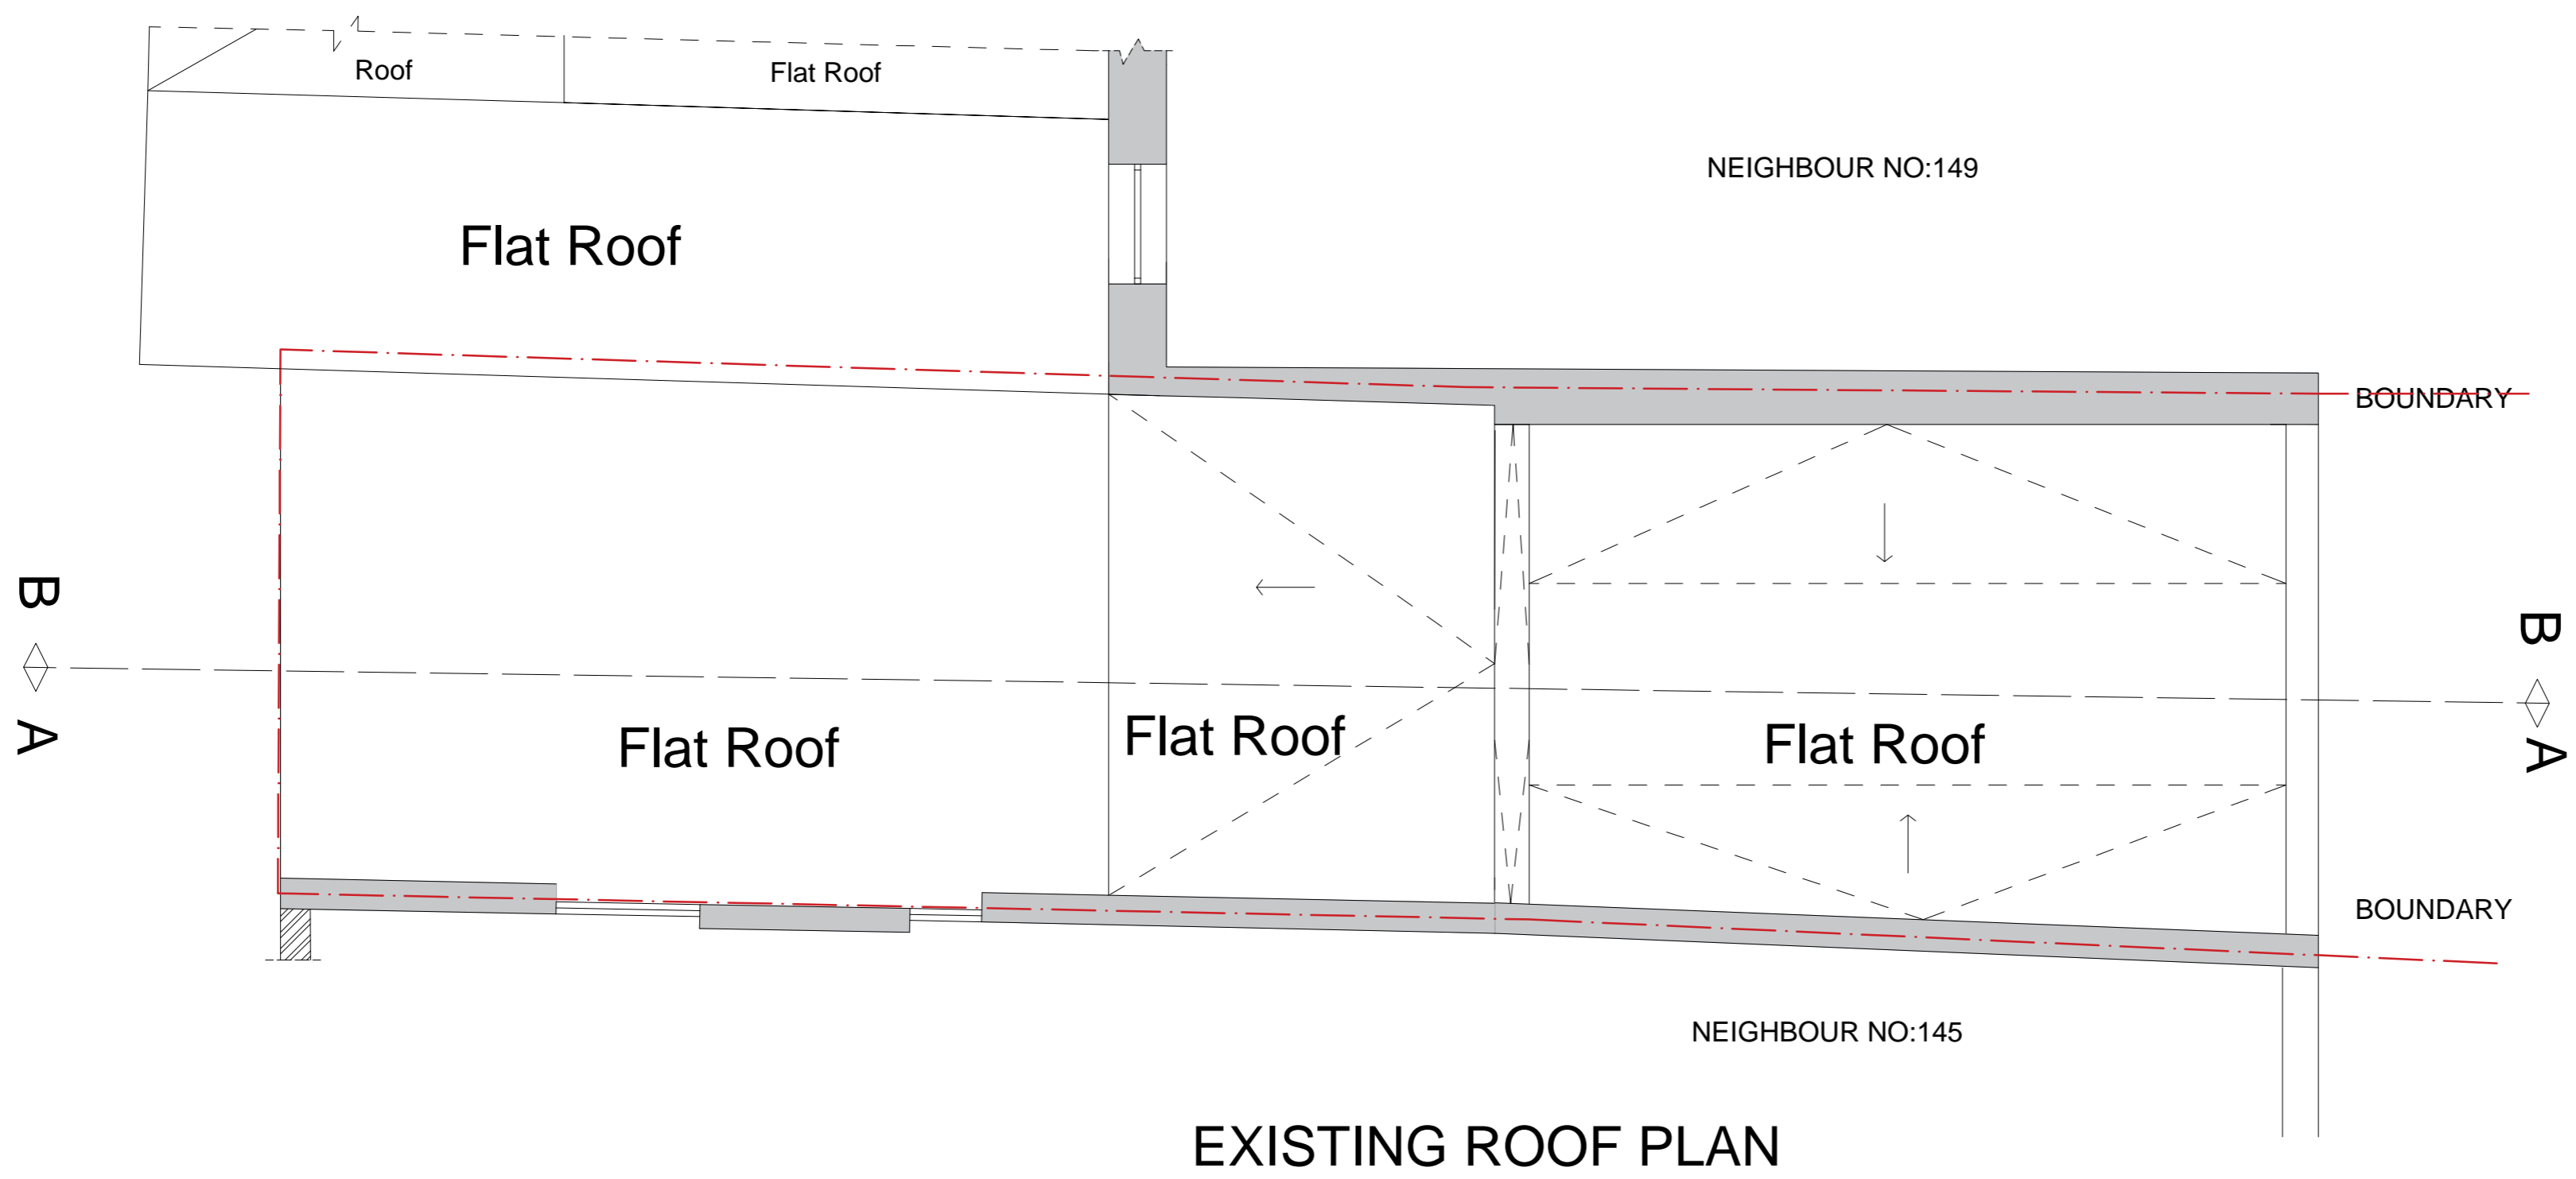 Roof
Flat Roof
NEIGHBOUR NO:149
Flat Roof
BOUNDARY
B
B
A
Flat Roof
Flat Roof
Flat Roof
A
BOUNDARY
NEIGHBOUR NO:145
EXISTING ROOF PLAN